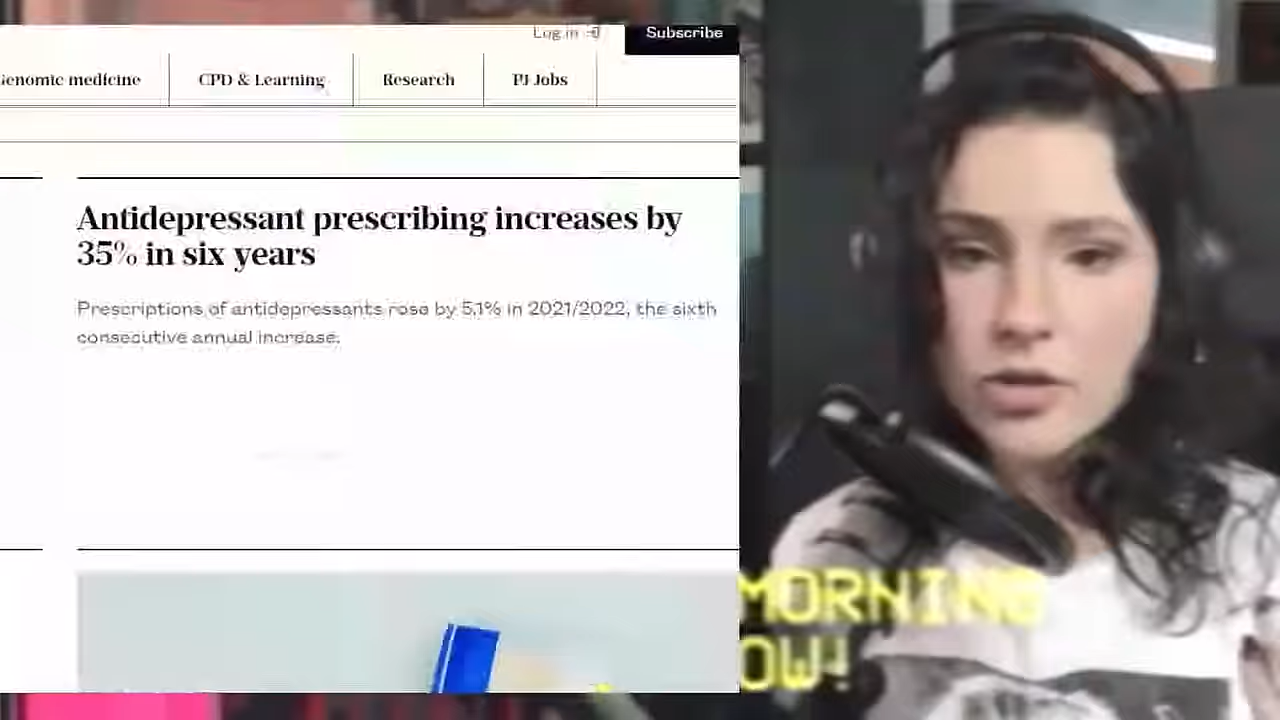 Log in
Subscribe
Genomic medicine
CPD & Learning
Research
PJ Jobs
Antidepressant prescribing increases by
35% in six years
Prescriptions of antidepressants rose by 5.1% in 2021/2022, the sixth
consecutive annual increase.
MORNING
OW!